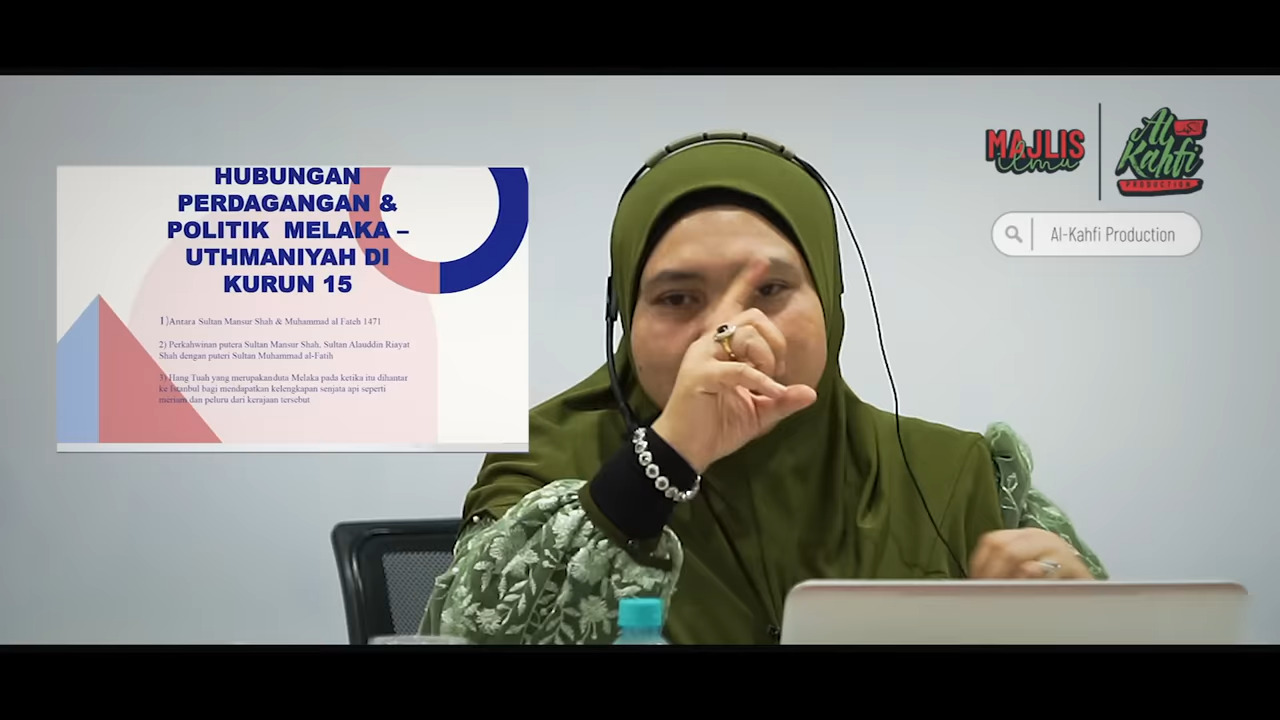 HUBUNGAN
PERDAGANGAN &
POLITIK MELAKA –
UTHMANIYAH DI
KURUN 15
1)Antara Sultan Mansur Shah & Muhammad al Fateh 1471
2) Perkahwinan putera Sultan Mansur Shah. Sultan Alauddin Riayat
Shah dengan puteri Sultan Muhammad al-Fatih
3) Hang Tuah yang merupakan duta Melaka pada ketika itu dihantar
ke Istanbul bagi mendapatkan kelengkapan senjata api seperti
meriam dan peluru dari kerajaan tersebut
MAJLIS
Ilmu
Al
Kahfi
PRODUCTION
Al-Kahfi Production